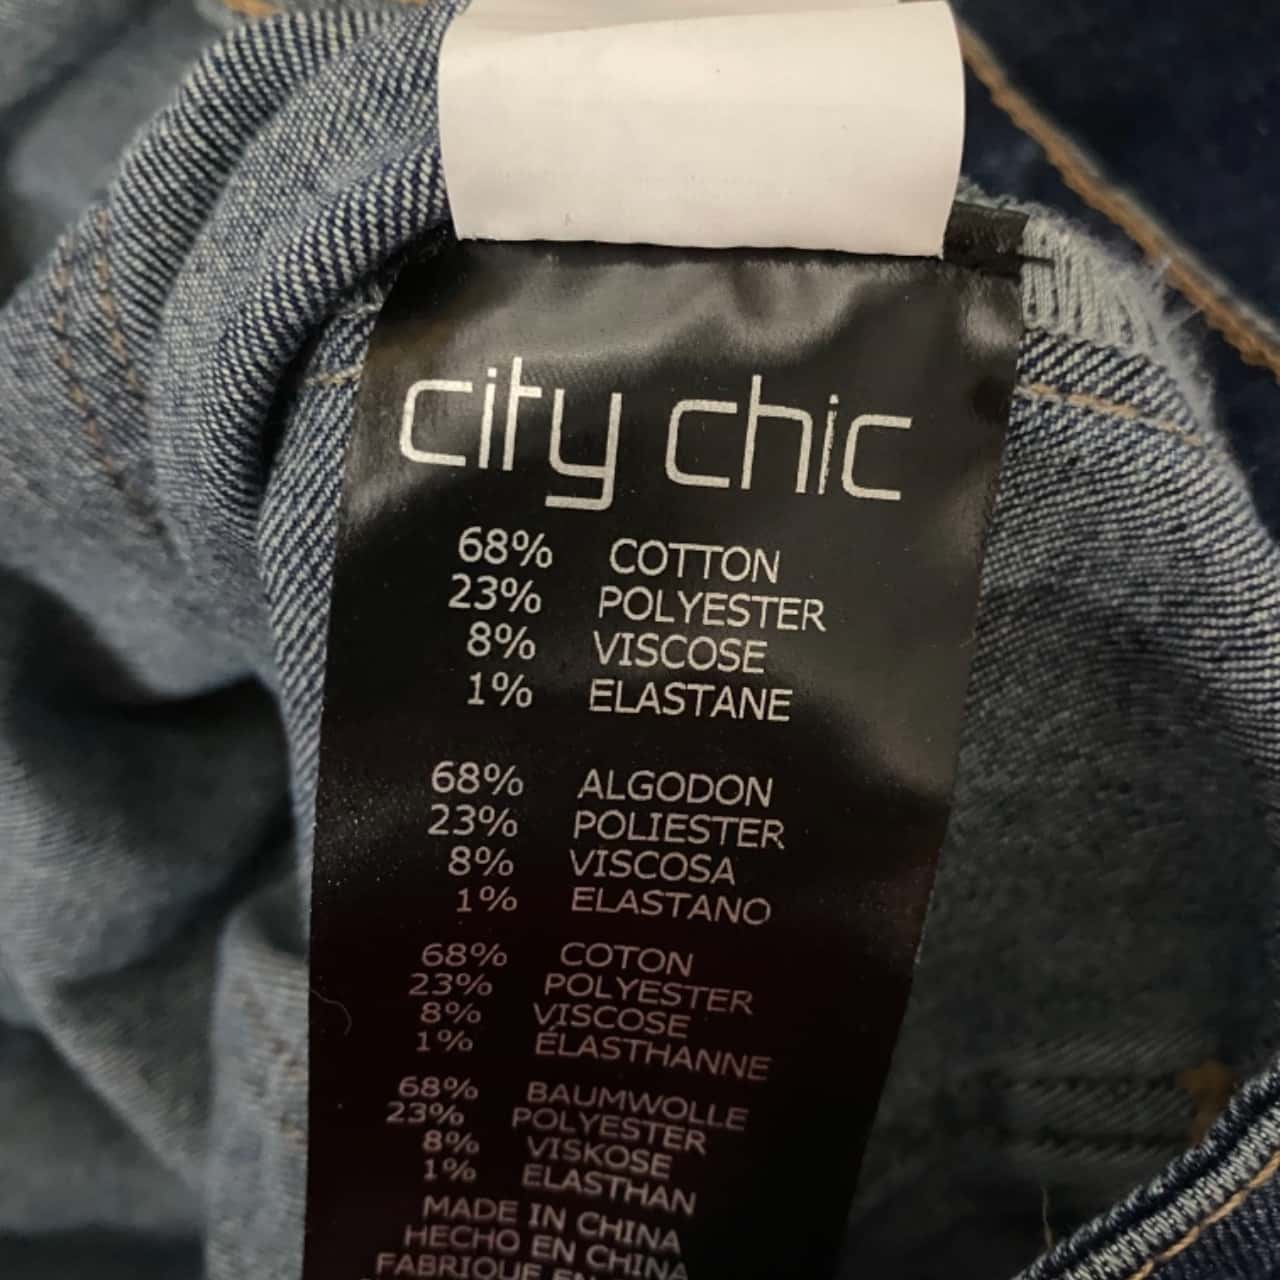 city chic
68% COTTON
23% POLYESTER
8% VISCOSE
1% ELASTANE
68% ALGODON
23% POLIESTER
8% VISCOSA
1% ELASTANO
68% COTON
23% POLYESTER
8% VISCOSE
1% ÉLASTHANNE
68% BAUMWOLLE
23% POLYESTER
8% VISKOSE
1% ELASTHAN
MADE IN CHINA
HECHO EN CHINA
FABRIQUE EN